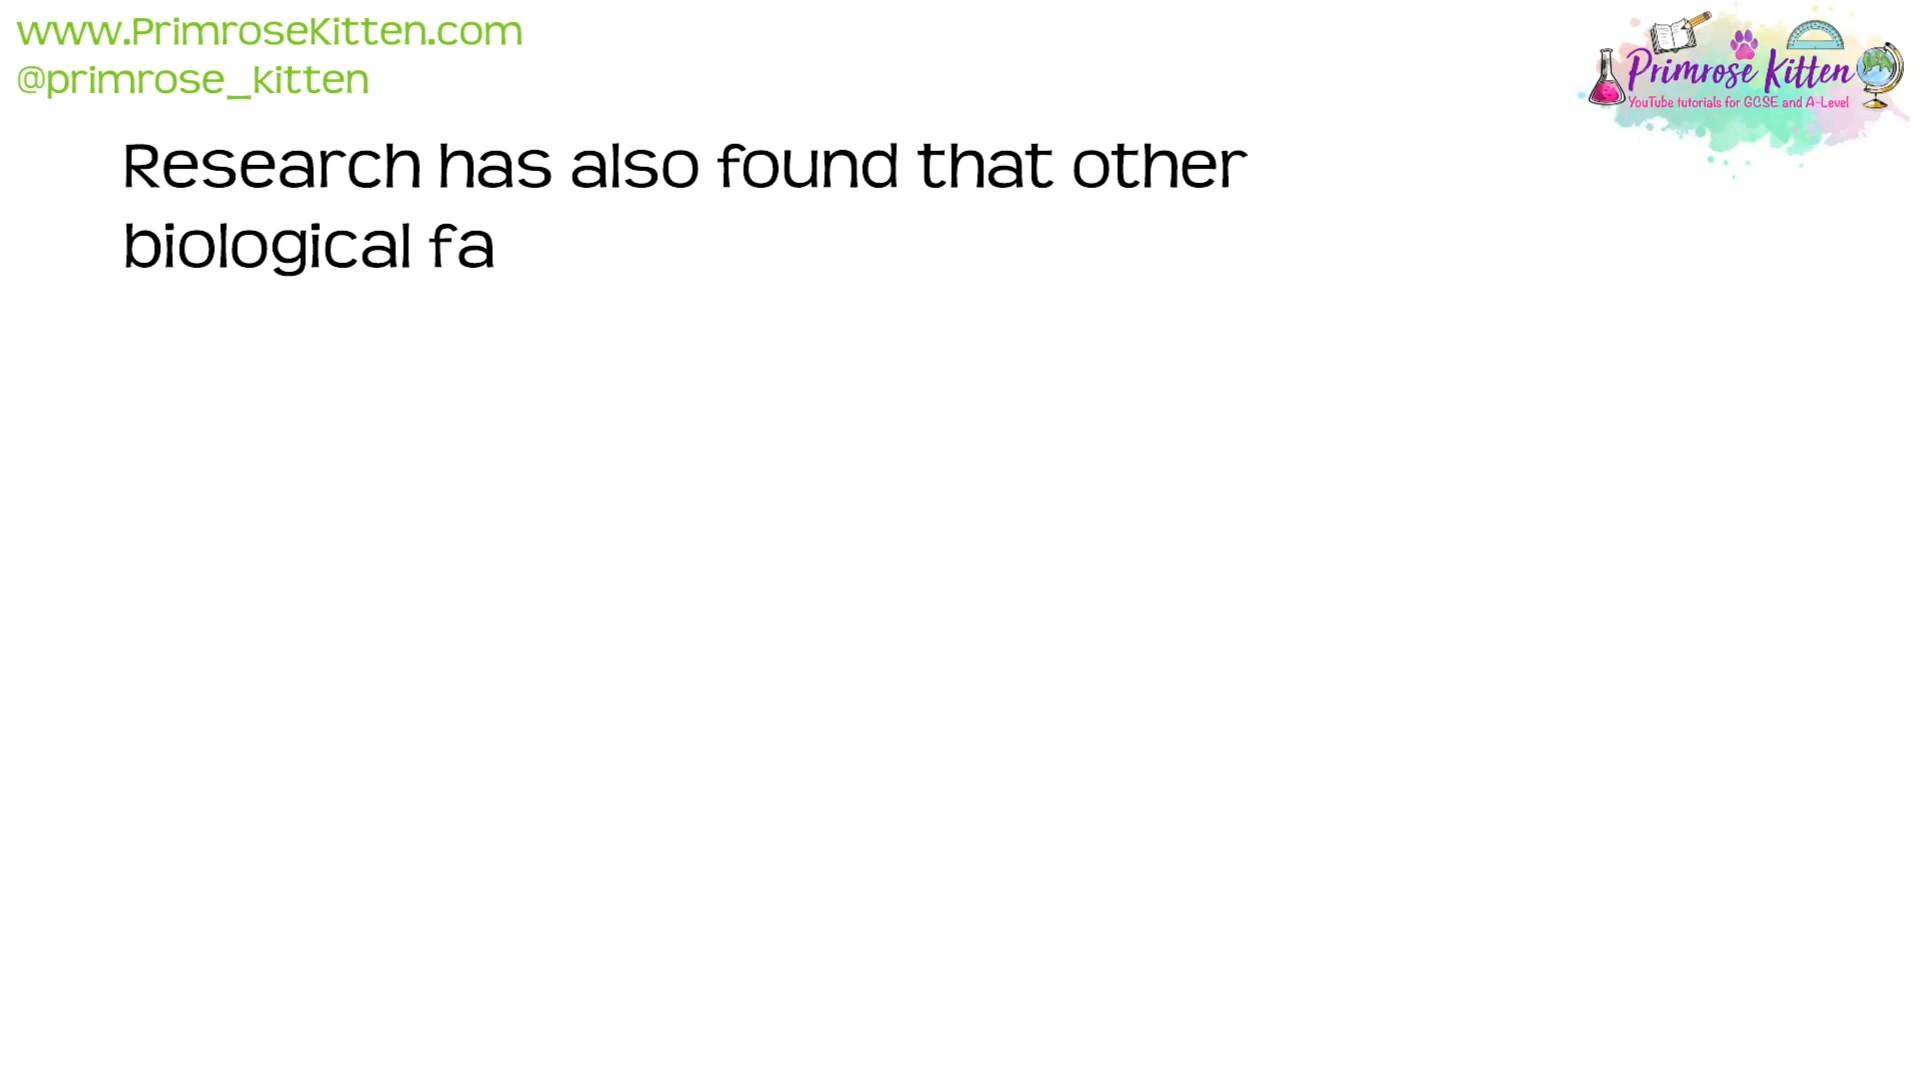 www.PrimroseKitten.com
@primrose_kitten
Primrose Kitten
YouTube tutorials for GCSE and A-Level
Research has also found that other
biological fa